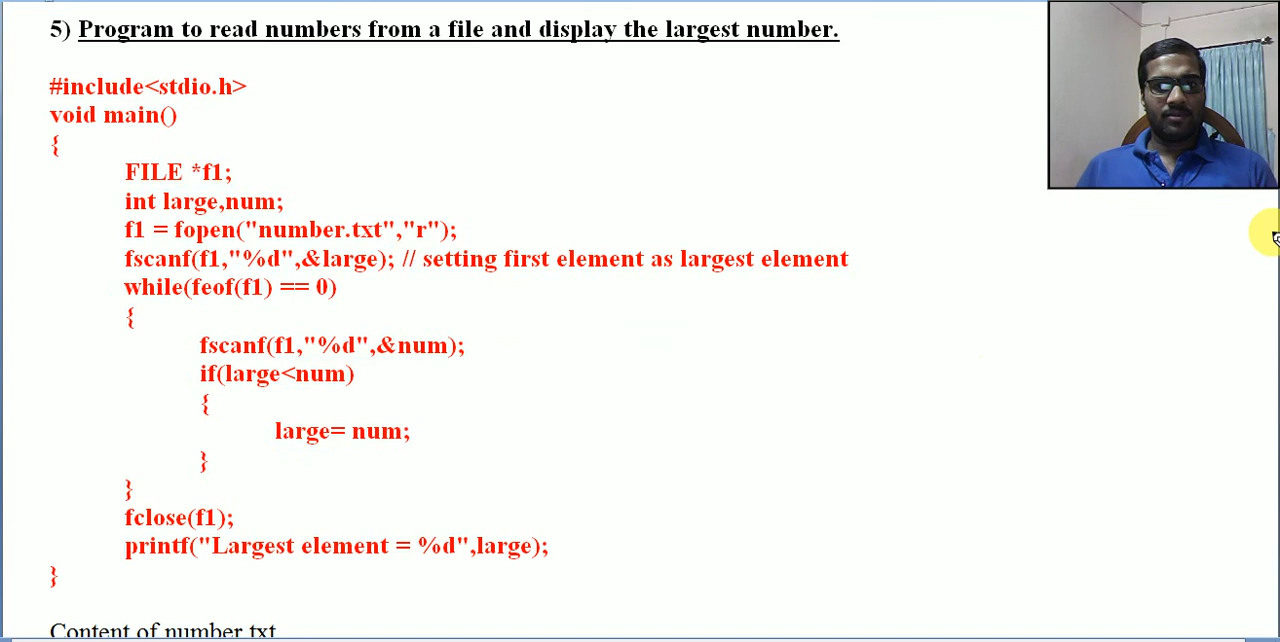 5) Program to read numbers from a file and display the largest number.
#include<stdio.h>
void main()
{
FILE *f1;
int large,num;
f1 = fopen("number.txt","r");
fscanf(f1,"%d",&large); // setting first element as largest element
while(feof(f1) == 0)
{
fscanf(f1,"%d",&num);
if(large<num)
{
large= num;
}
}
fclose(f1);
printf("Largest element = %d",large);
}
Content of number.txt